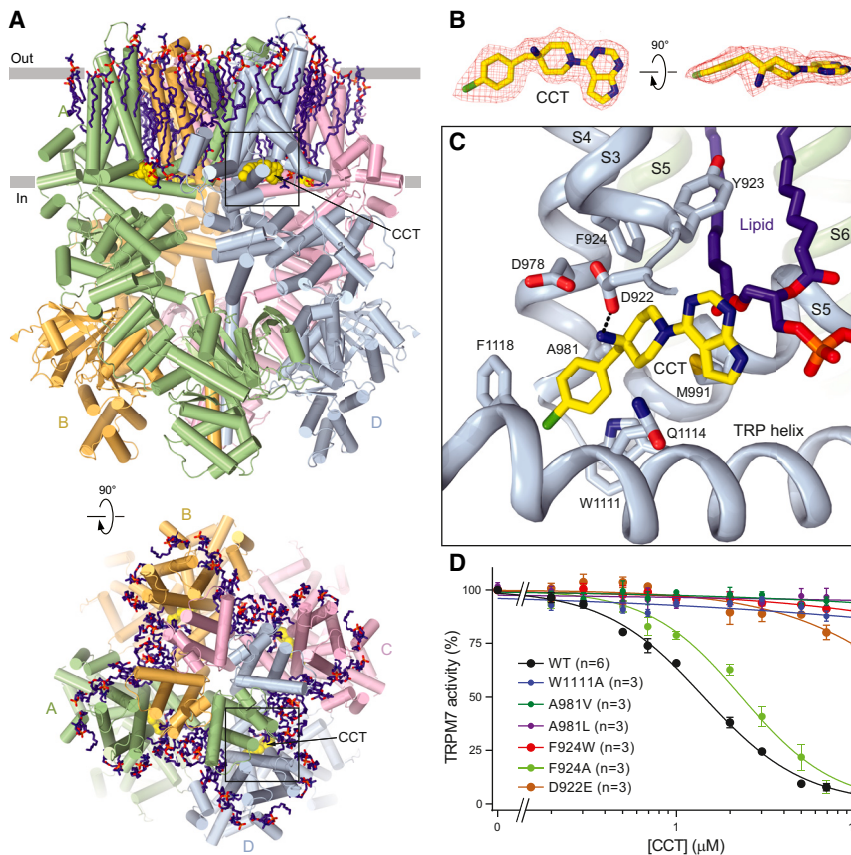 A
Out
A
In
CCT
B
D
90°
B
C
A
CCT
D
B
CCT
90°
C
S4
S3
S5
Y923
F924
Lipid
S6
D978
D922
S5
F1118
A981
CCT
M991
Q1114
TRP helix
W1111
D
TRPM7 activity (%)
100
75
50
25
0
WT (n=6)
W1111A (n=3)
A981V (n=3)
A981L (n=3)
F924W (n=3)
F924A (n=3)
D922E (n=3)
0
1
1
[CCT] (μM)